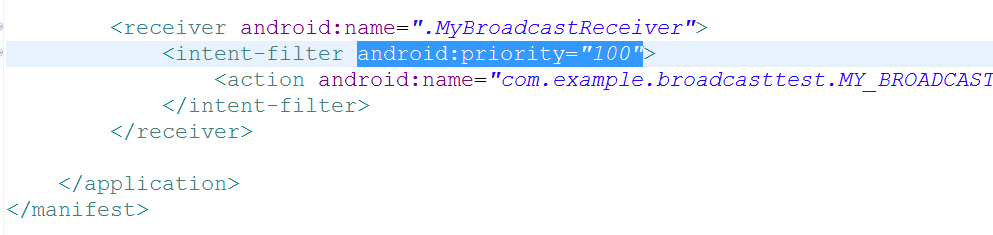 <receiver android:name=".MyBroadcastReceiver">
<intent-filter android:priority="100">
<action android:name="com.example.broadcasttest.MY_BROADCAST
</intent-filter>
</receiver>
</application>
</manifest>